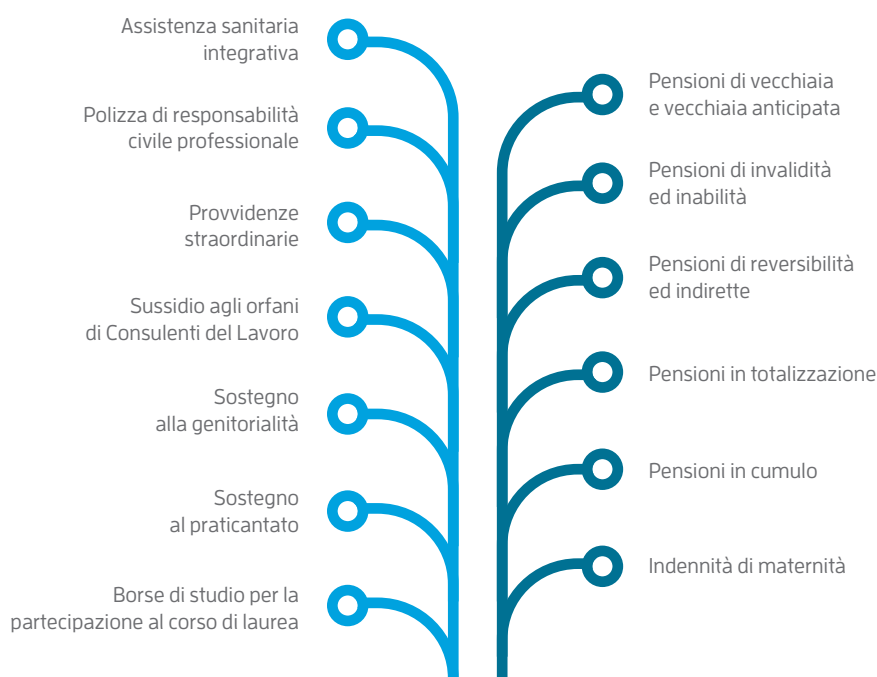 Assistenza sanitaria
integrativa
Polizza di responsabilità
civile professionale
Provvidenze
straordinarie
Sussidio agli orfani
di Consulenti del Lavoro
Sostegno
alla genitorialità
Sostegno
al praticantato
Borse di studio per la
partecipazione al corso di laurea
Pensioni di vecchiaia
e vecchiaia anticipata
Pensioni di invalidità
ed inabilità
Pensioni di reversibilità
ed indirette
Pensioni in totalizzazione
Pensioni in cumulo
Indennità di maternità